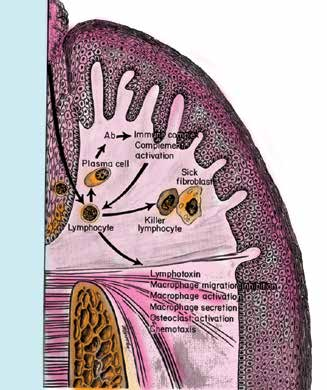 Ab Immune complex
Complement
activation
Plasma cell
Sick
fibroblast
Lymphocyte
Killer
lymphocyte
Lymphotoxin
Macrophage migration inhibition
Macrophage activation
Macrophage secretion
Osteoclast activation
Chemotaxis